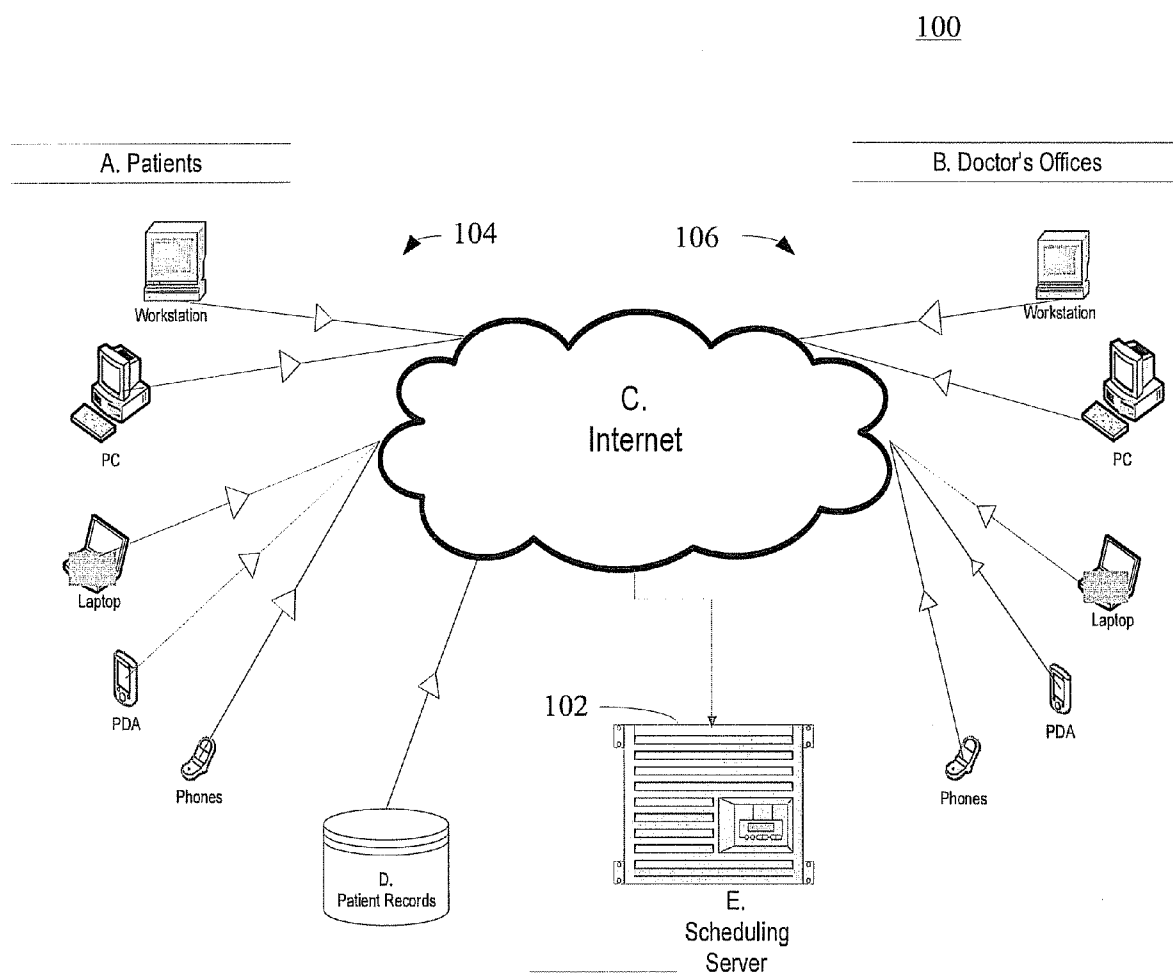 100
A. Patients
B. Doctor's Offices
104
106
Workstation
Workstation
C.
Internet
PC
PC
Laptop
Laptop
PDA
PDA
102
Phones
Phones
D.
Patient Records
E.
Scheduling
Server